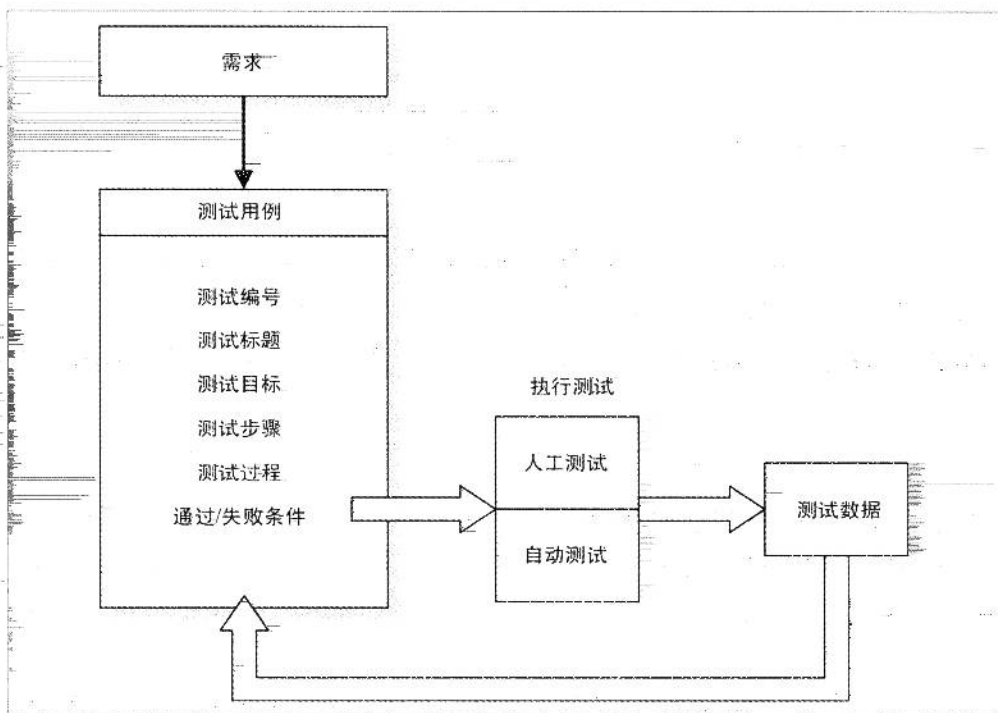 需求
测试用例
测试编号
测试标题
测试目标
测试步骤
测试过程
通过/失败条件
执行测试
人工测试
自动测试
测试数据